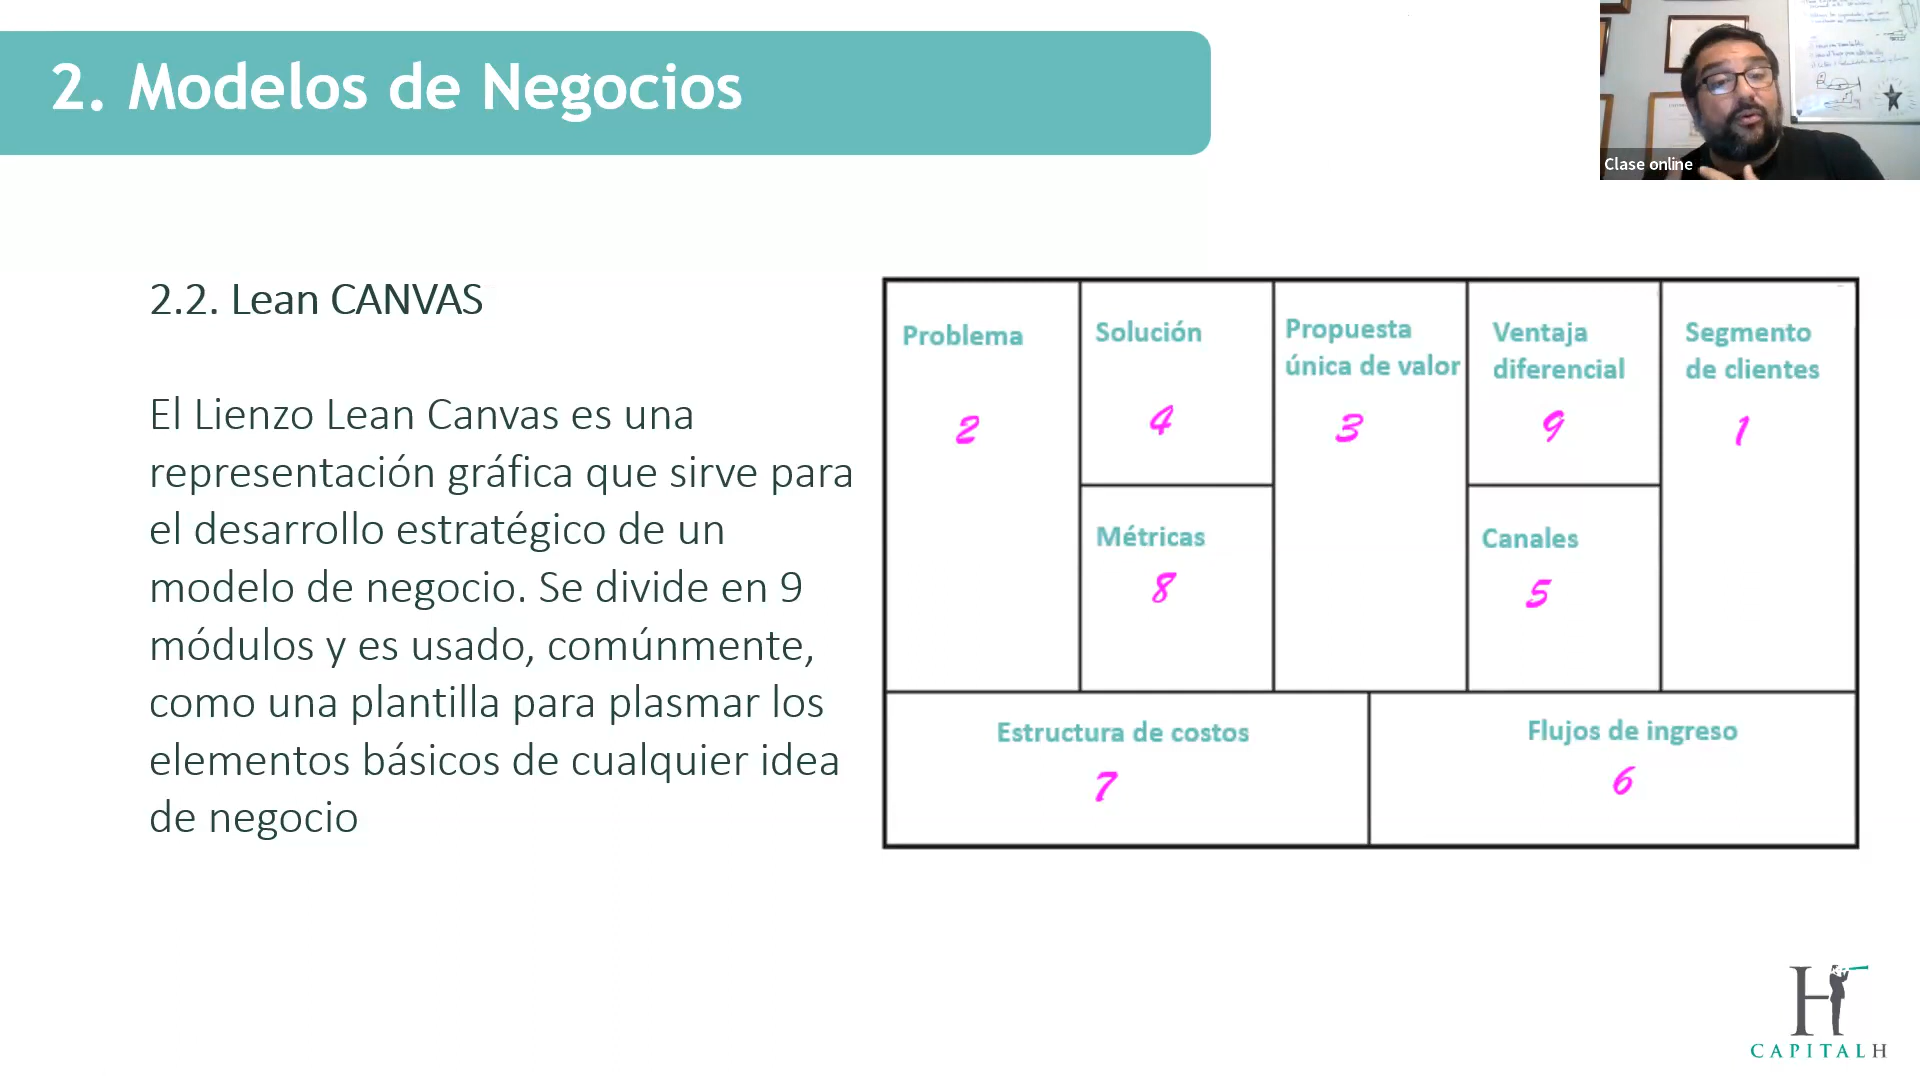 2. Modelos de Negocios
Clase online
2.2. Lean CANVAS
El Lienzo Lean Canvas es una
representación gráfica que sirve para
el desarrollo estratégico de un
modelo de negocio. Se divide en 9
módulos y es usado, comúnmente,
como una plantilla para plasmar los
elementos básicos de cualquier idea
de negocio
Problema
2
Solución
4
Métricas
8
Propuesta
única de valor
3
Ventaja
diferencial
9
Canales
5
Segmento
de clientes
1
Estructura de costos
7
Flujos de ingreso
6
H
CAPITALH